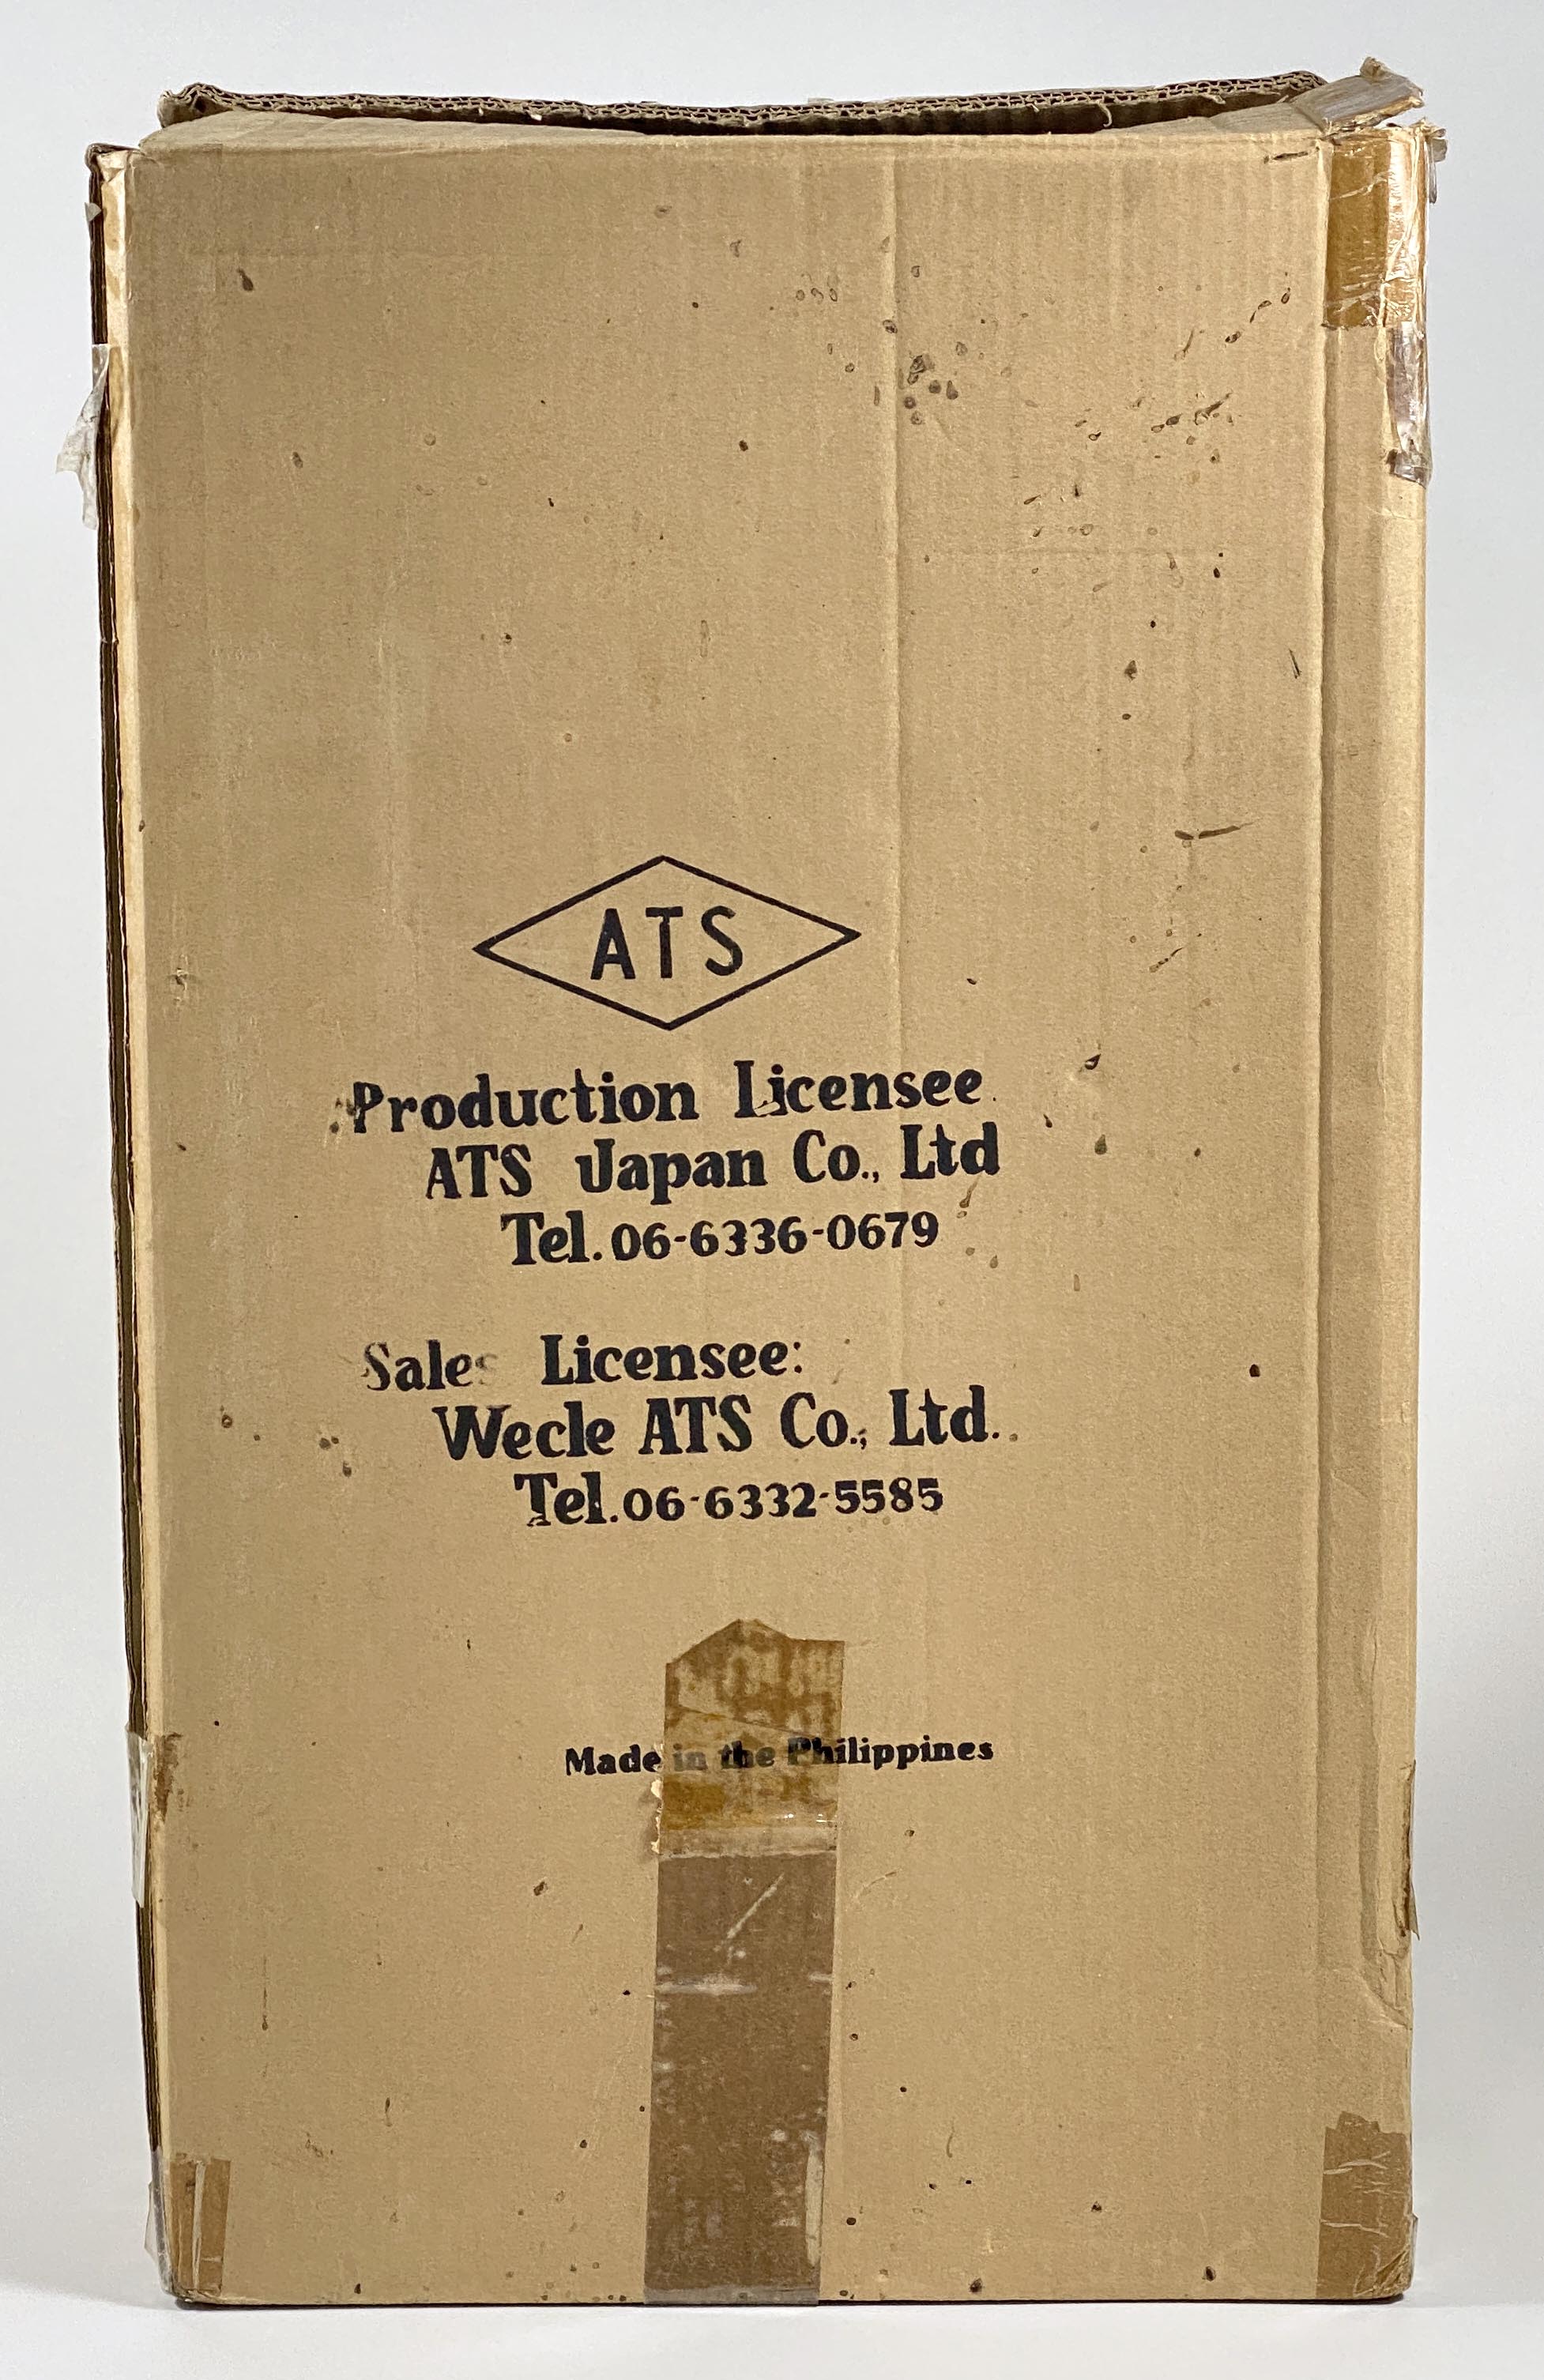 ATS
Production Licensee
ATS Japan Co., Ltd
Tel. 06-6336-0679
Sales Licensee:
Wecle ATS Co., Ltd.
Tel. 06-6332-5585
Made in the Philippines